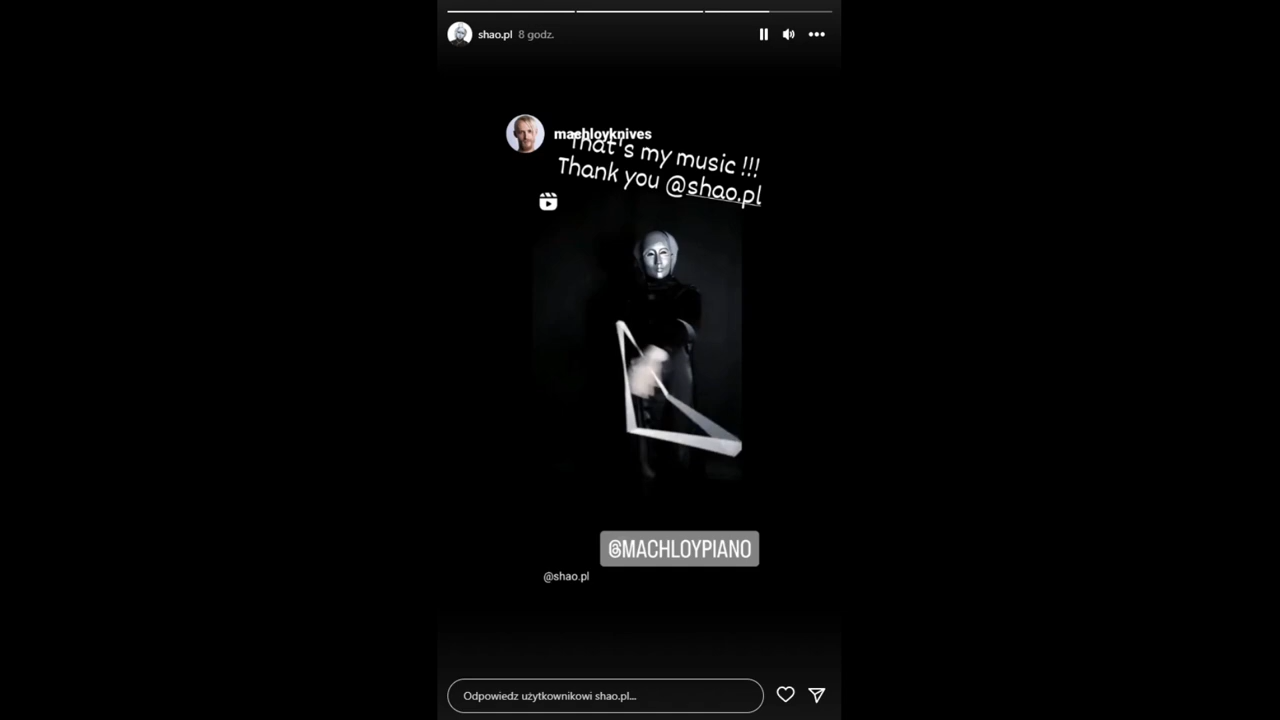 shao.pl 8 godz.
machloyknives
That's my music !!!
Thank you @shao.pl
@MACHLOYPIANO
@shao.pl
Odpowiedz użytkownikowi shao.pl...